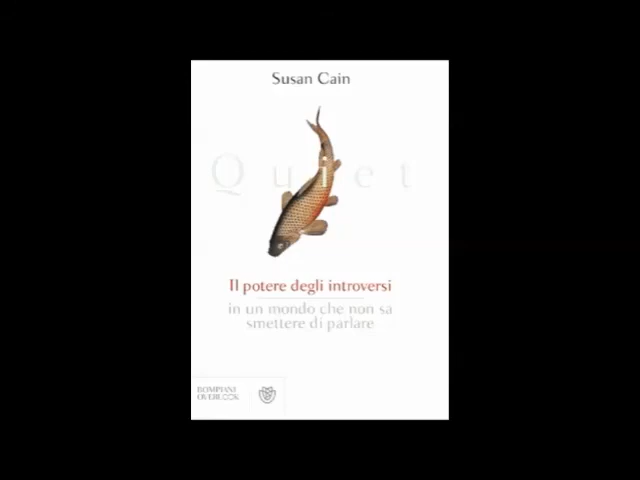 Susan Cain
Quiet
Il potere degli introversi
in un mondo che non sa
smettere di parlare
BOMPIANI
OVERLOOK